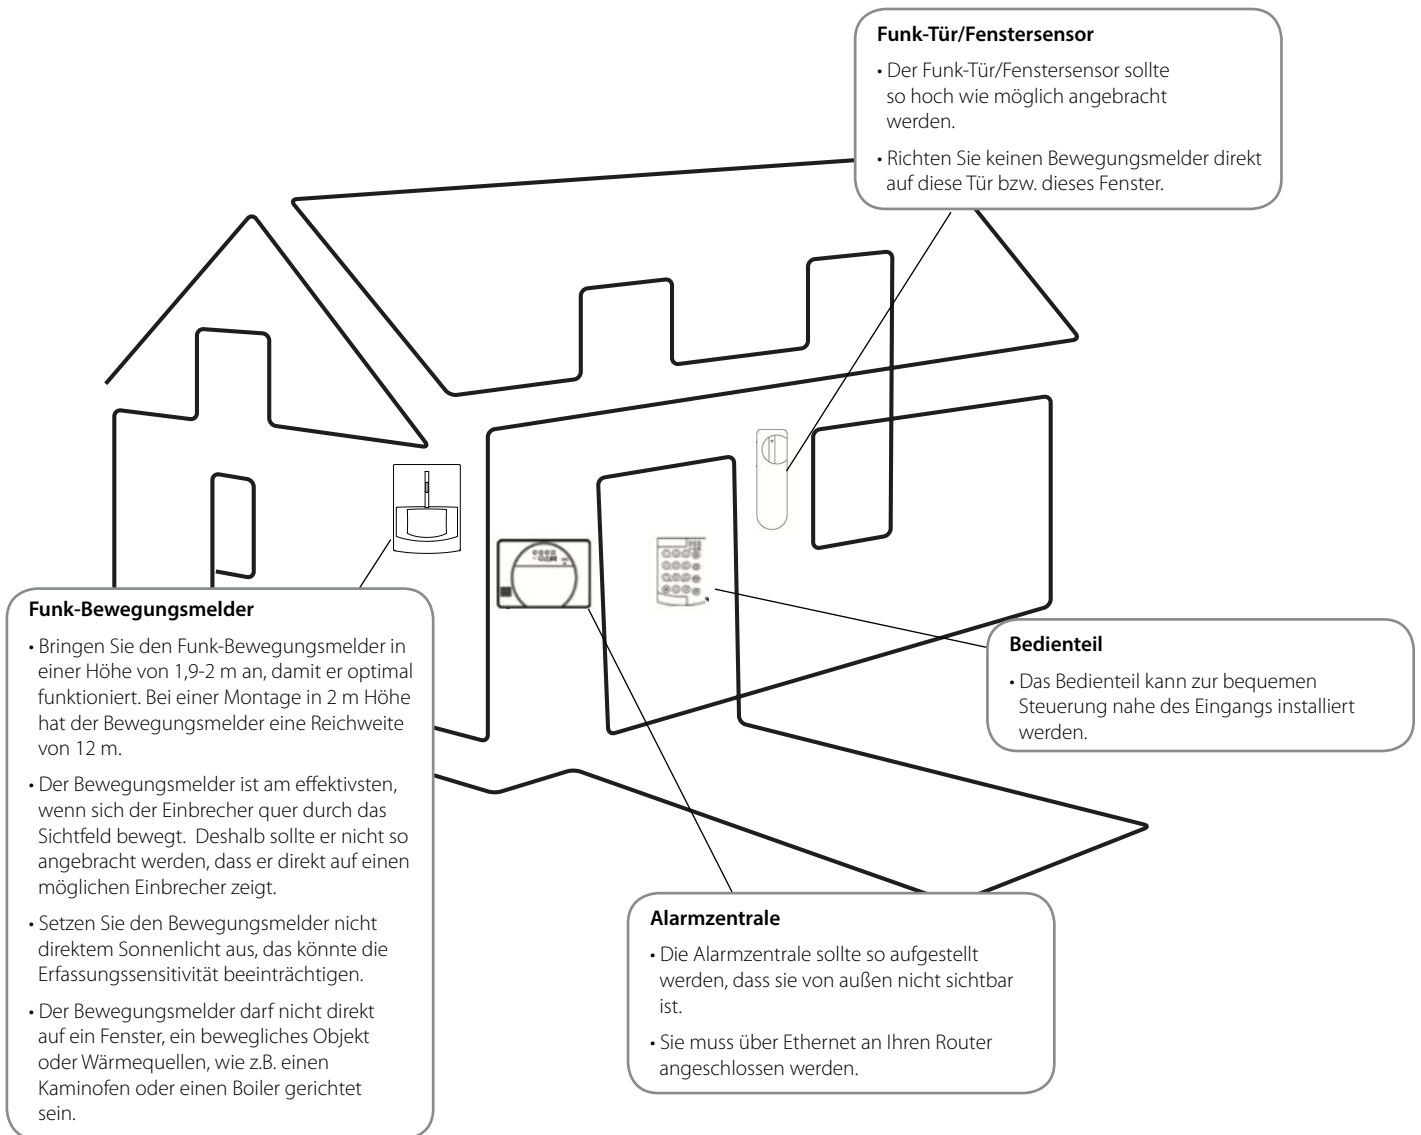 Funk-Tür/Fenstersensor
• Der Funk-Tür/Fenstersensor sollte
so hoch wie möglich angebracht
werden.
• Richten Sie keinen Bewegungsmelder direkt
auf diese Tür bzw. dieses Fenster.
Funk-Bewegungsmelder
• Bringen Sie den Funk-Bewegungsmelder in
einer Höhe von 1,9-2 m an, damit er optimal
funktioniert. Bei einer Montage in 2 m Höhe
hat der Bewegungsmelder eine Reichweite
von 12 m.
• Der Bewegungsmelder ist am effektivsten,
wenn sich der Einbrecher quer durch das
Sichtfeld bewegt. Deshalb sollte er nicht so
angebracht werden, dass er direkt auf einen
möglichen Einbrecher zeigt.
• Setzen Sie den Bewegungsmelder nicht
direktem Sonnenlicht aus, das könnte die
Erfassungssensitivität beeinträchtigen.
• Der Bewegungsmelder darf nicht direkt
auf ein Fenster, ein bewegliches Objekt
oder Wärmequellen, wie z.B. einen
Kaminofen oder einen Boiler gerichtet
sein.
Bedienteil
• Das Bedienteil kann zur bequemen
Steuerung nahe des Eingangs installiert
werden.
Alarmzentrale
• Die Alarmzentrale sollte so aufgestellt
werden, dass sie von außen nicht sichtbar
ist.
• Sie muss über Ethernet an Ihren Router
angeschlossen werden.